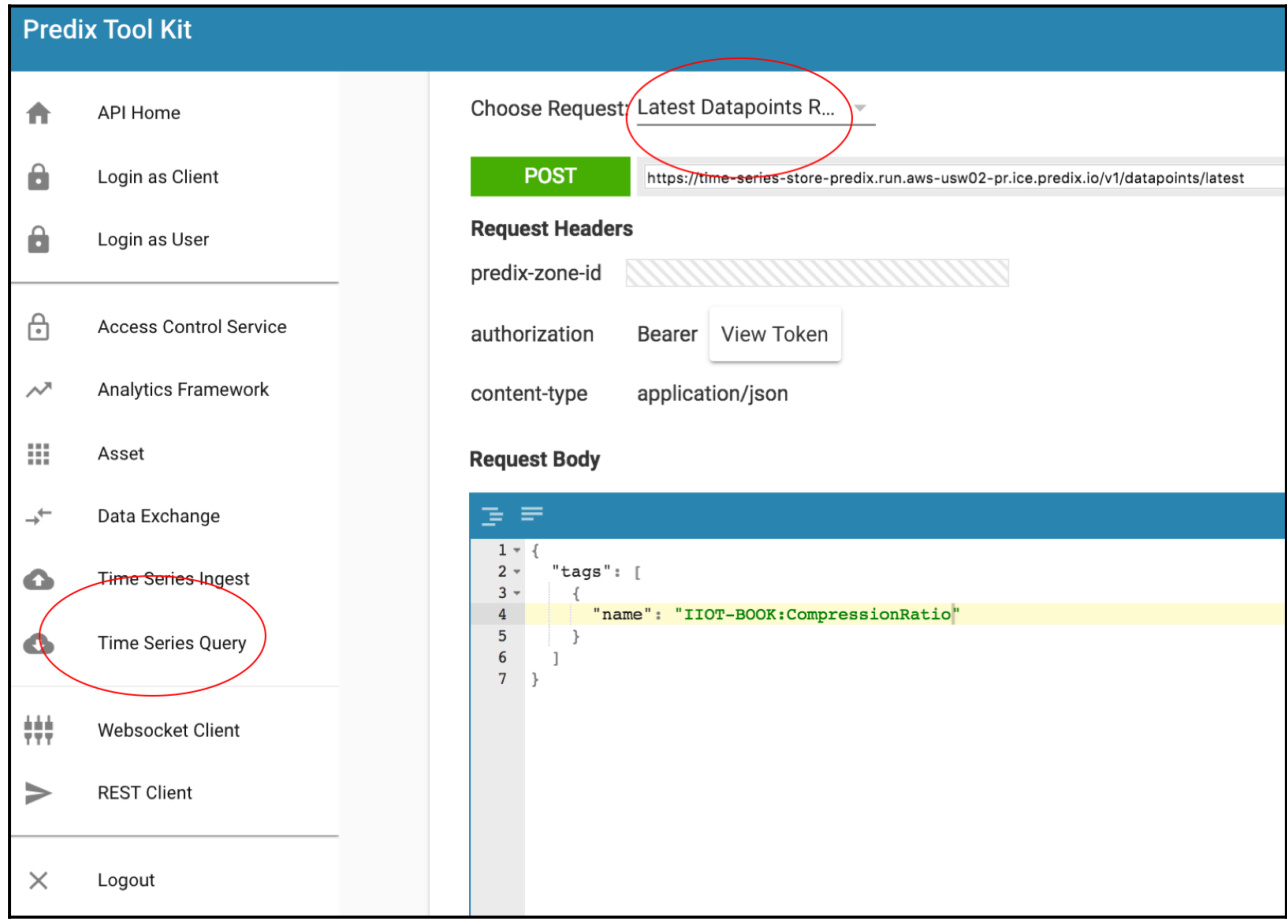 Predix Tool Kit
API Home
Login as Client
Login as User
Access Control Service
Analytics Framework
Asset
Data Exchange
Time Series Ingest
Time Series Query
Websocket Client
REST Client
Logout
Choose Request: Latest Datapoints R...
POST https://time-series-store-predix.run.aws-usw02-pr.ice.predix.io/v1/datapoints/latest
Request Headers
predix-zone-id
authorization Bearer View Token
content-type application/json
Request Body
1 {
2 "tags": [
3 {
4 "name": "IIOT-BOOK:CompressionRatio"
5 }
6 ]
7 }